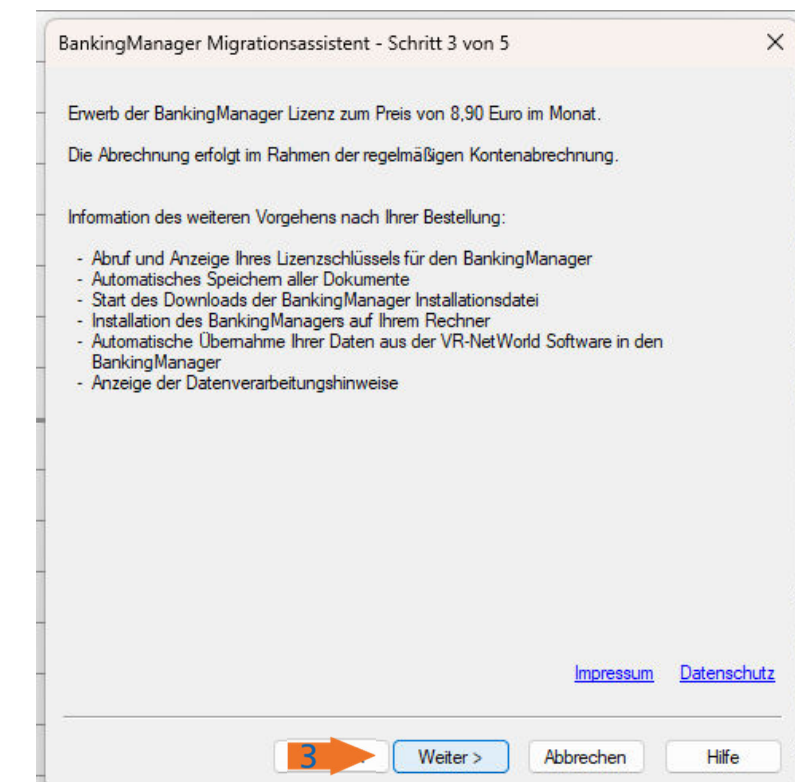 BankingManager Migrationsassistent - Schritt 3 von 5
Erwerb der BankingManager Lizenz zum Preis von 8,90 Euro im Monat.
Die Abrechnung erfolgt im Rahmen der regelmäßigen Kontenabrechnung.
Information des weiteren Vorgehens nach Ihrer Bestellung:
- Abruf und Anzeige Ihres Lizenzschlüssels für den BankingManager
- Automatisches Speichern aller Dokumente
- Start des Downloads der BankingManager Installationsdatei
- Installation des BankingManagers auf Ihrem Rechner
- Automatische Übernahme Ihrer Daten aus der VR-NetWorld Software in den
BankingManager
- Anzeige der Datenverarbeitungshinweise
Impressum Datenschutz
3 Weiter > Abbrechen Hilfe